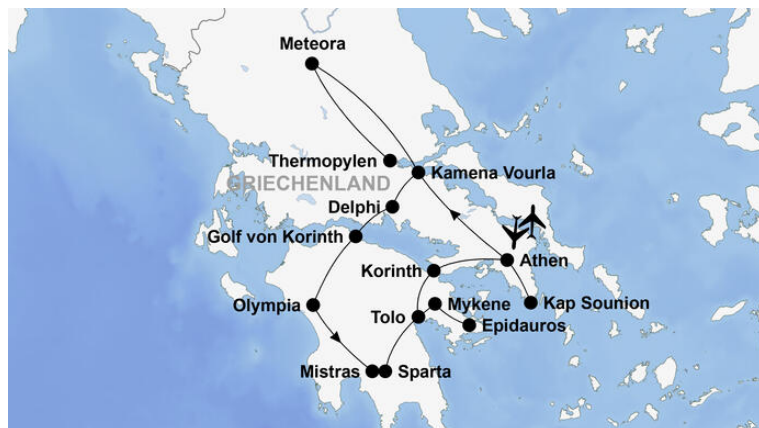 Meteora
Thermopylen
Kamena Vourla
GRIECHENLAND
Delphi
Golf von Korinth
Athen
Korinth
Olympia
Mykene
Kap Sounion
Tolo
Epidauros
Mistras
Sparta